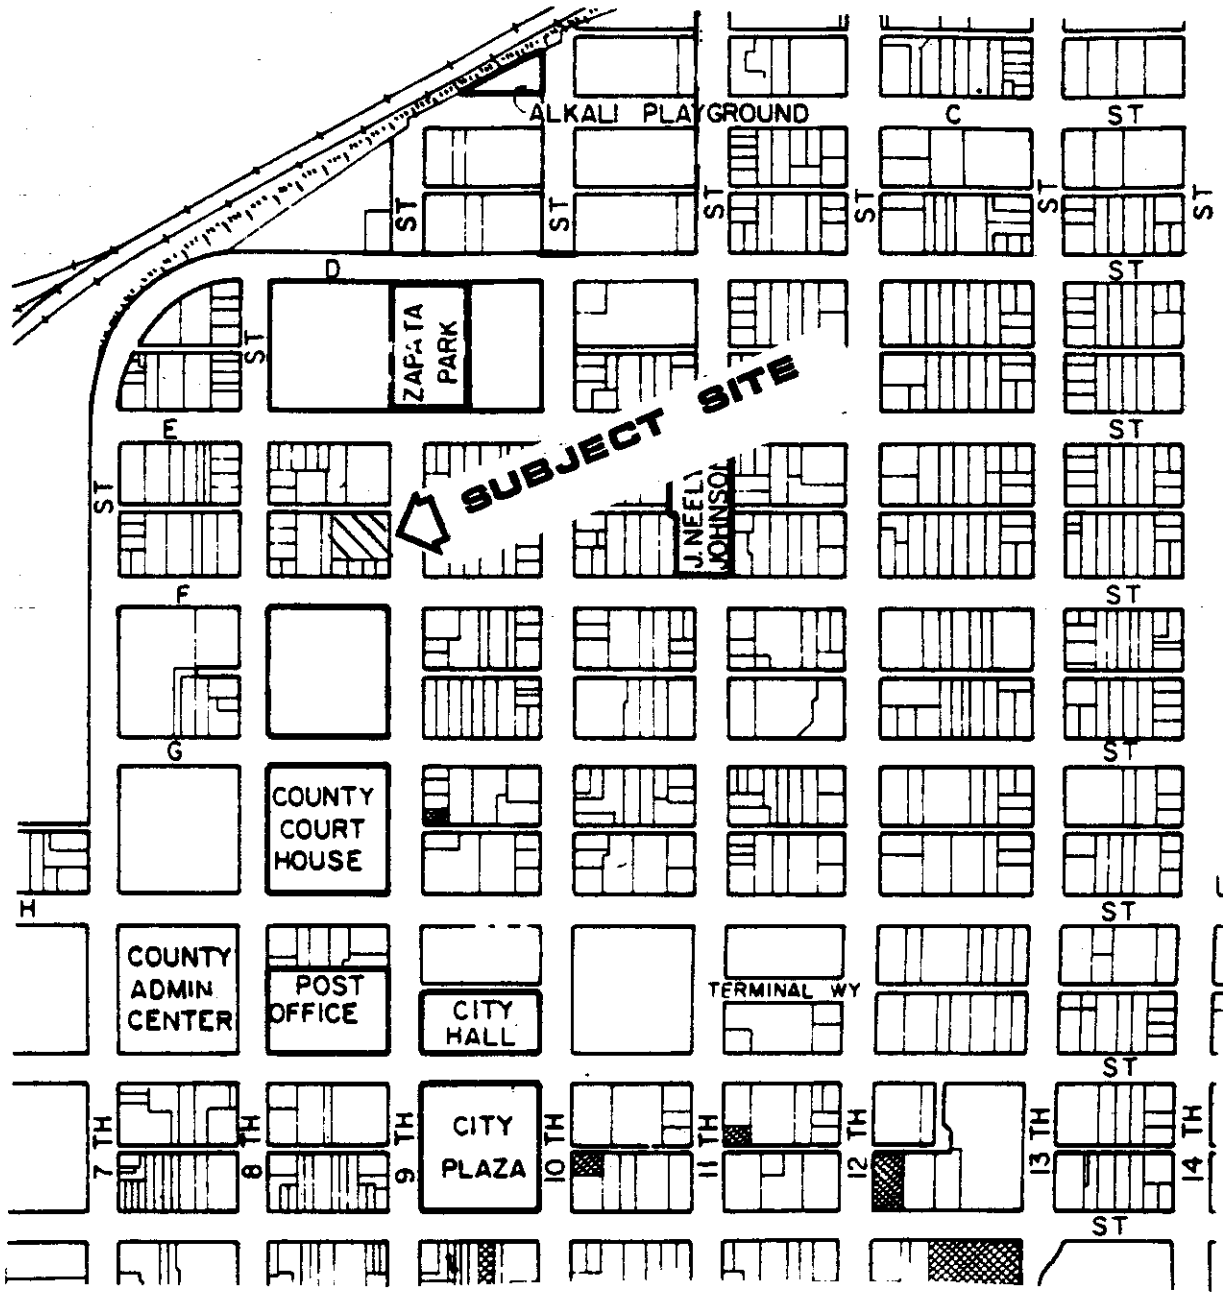 ALKALI PLAYGROUND
C
ST
ST
ST
ST
ST
ST
ST
D
ST
ZAPATA
PARK
ST
SUBJECT SITE
E
ST
ST
J. NEELY
JOHNSON
F
ST
G
ST
COUNTY
COURT
HOUSE
H
ST
COUNTY
ADMIN
CENTER
POST
OFFICE
CITY
HALL
TERMINAL WY
ST
CITY
PLAZA
7 TH
8 TH
9 TH
10 TH
11 TH
12 TH
13 TH
14 TH
ST